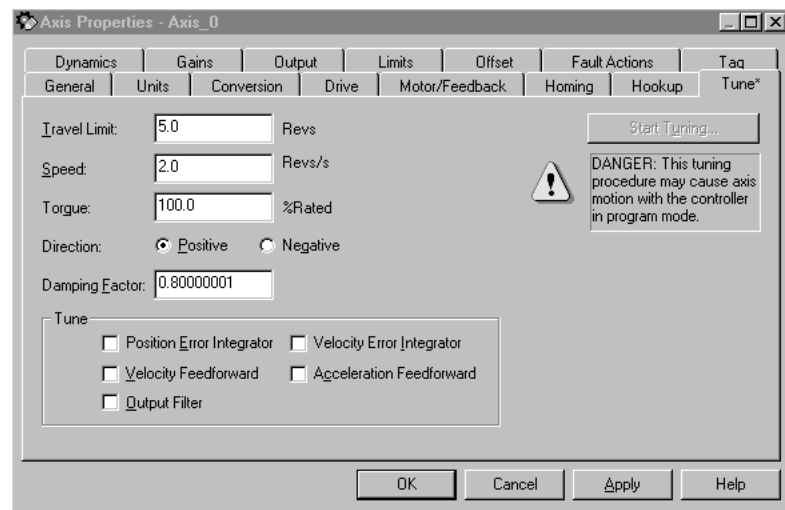 Axis Properties - Axis_0
Dynamics Gains Output Limits Offset Fault Actions Tag
General Units Conversion Drive Motor/Feedback Homing Hookup Tune*
Travel Limit: 5.0 Revs
Start Tuning...
Speed: 2.0 Revs/s
DANGER: This tuning
procedure may cause axis
motion with the controller
in program mode.
Torgue: 100.0 %Rated
Direction: Positive Negative
Damping Factor: 0.80000001
Tune
Position Error Integrator Velocity Error Integrator
Velocity Feedforward Acceleration Feedforward
Output Filter
OK Cancel Apply Help